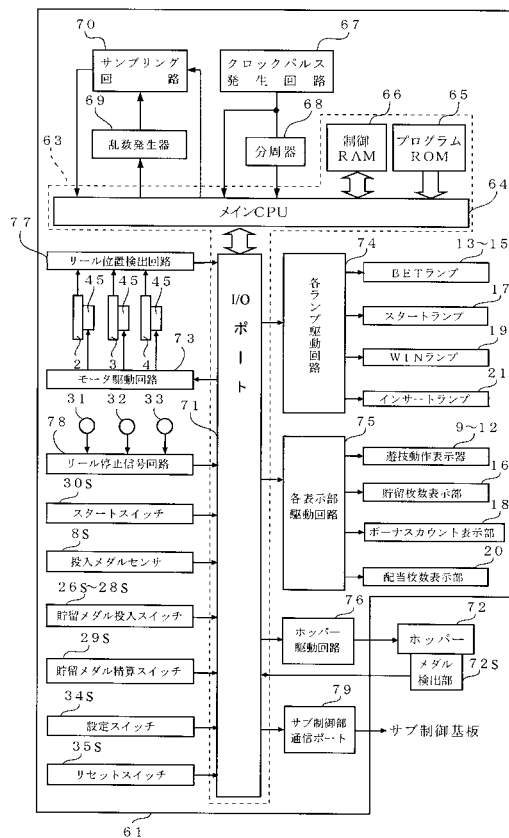 70
サンプリング
回路
67
クロックパルス
発生回路
69
乱数発生器
68
分周器
66
制御
RAM
65
プログラム
ROM
63
メインCPU
64
77
リール位置検出回路
45
45
45
2
3
4
73
モータ駆動回路
31
32
33
78
リール停止信号回路
30S
スタートスイッチ
8S
投入メダルセンサ
26S~28S
貯留メダル投入スイッチ
29S
貯留メダル精算スイッチ
34S
設定スイッチ
35S
リセットスイッチ
61
71
I/Oポート
74
各ランプ駆動回路
13~15
BETランプ
17
スタートランプ
19
WINランプ
21
インサートランプ
75
各表示部
駆動回路
9~12
遊技動作表示器
16
貯留枚数表示部
18
ボーナスカウント表示部
20
配当枚数表示部
76
ホッパー
駆動回路
72
ホッパー
メダル
検出部
72S
79
サブ制御部
通信ポート
サブ制御基板